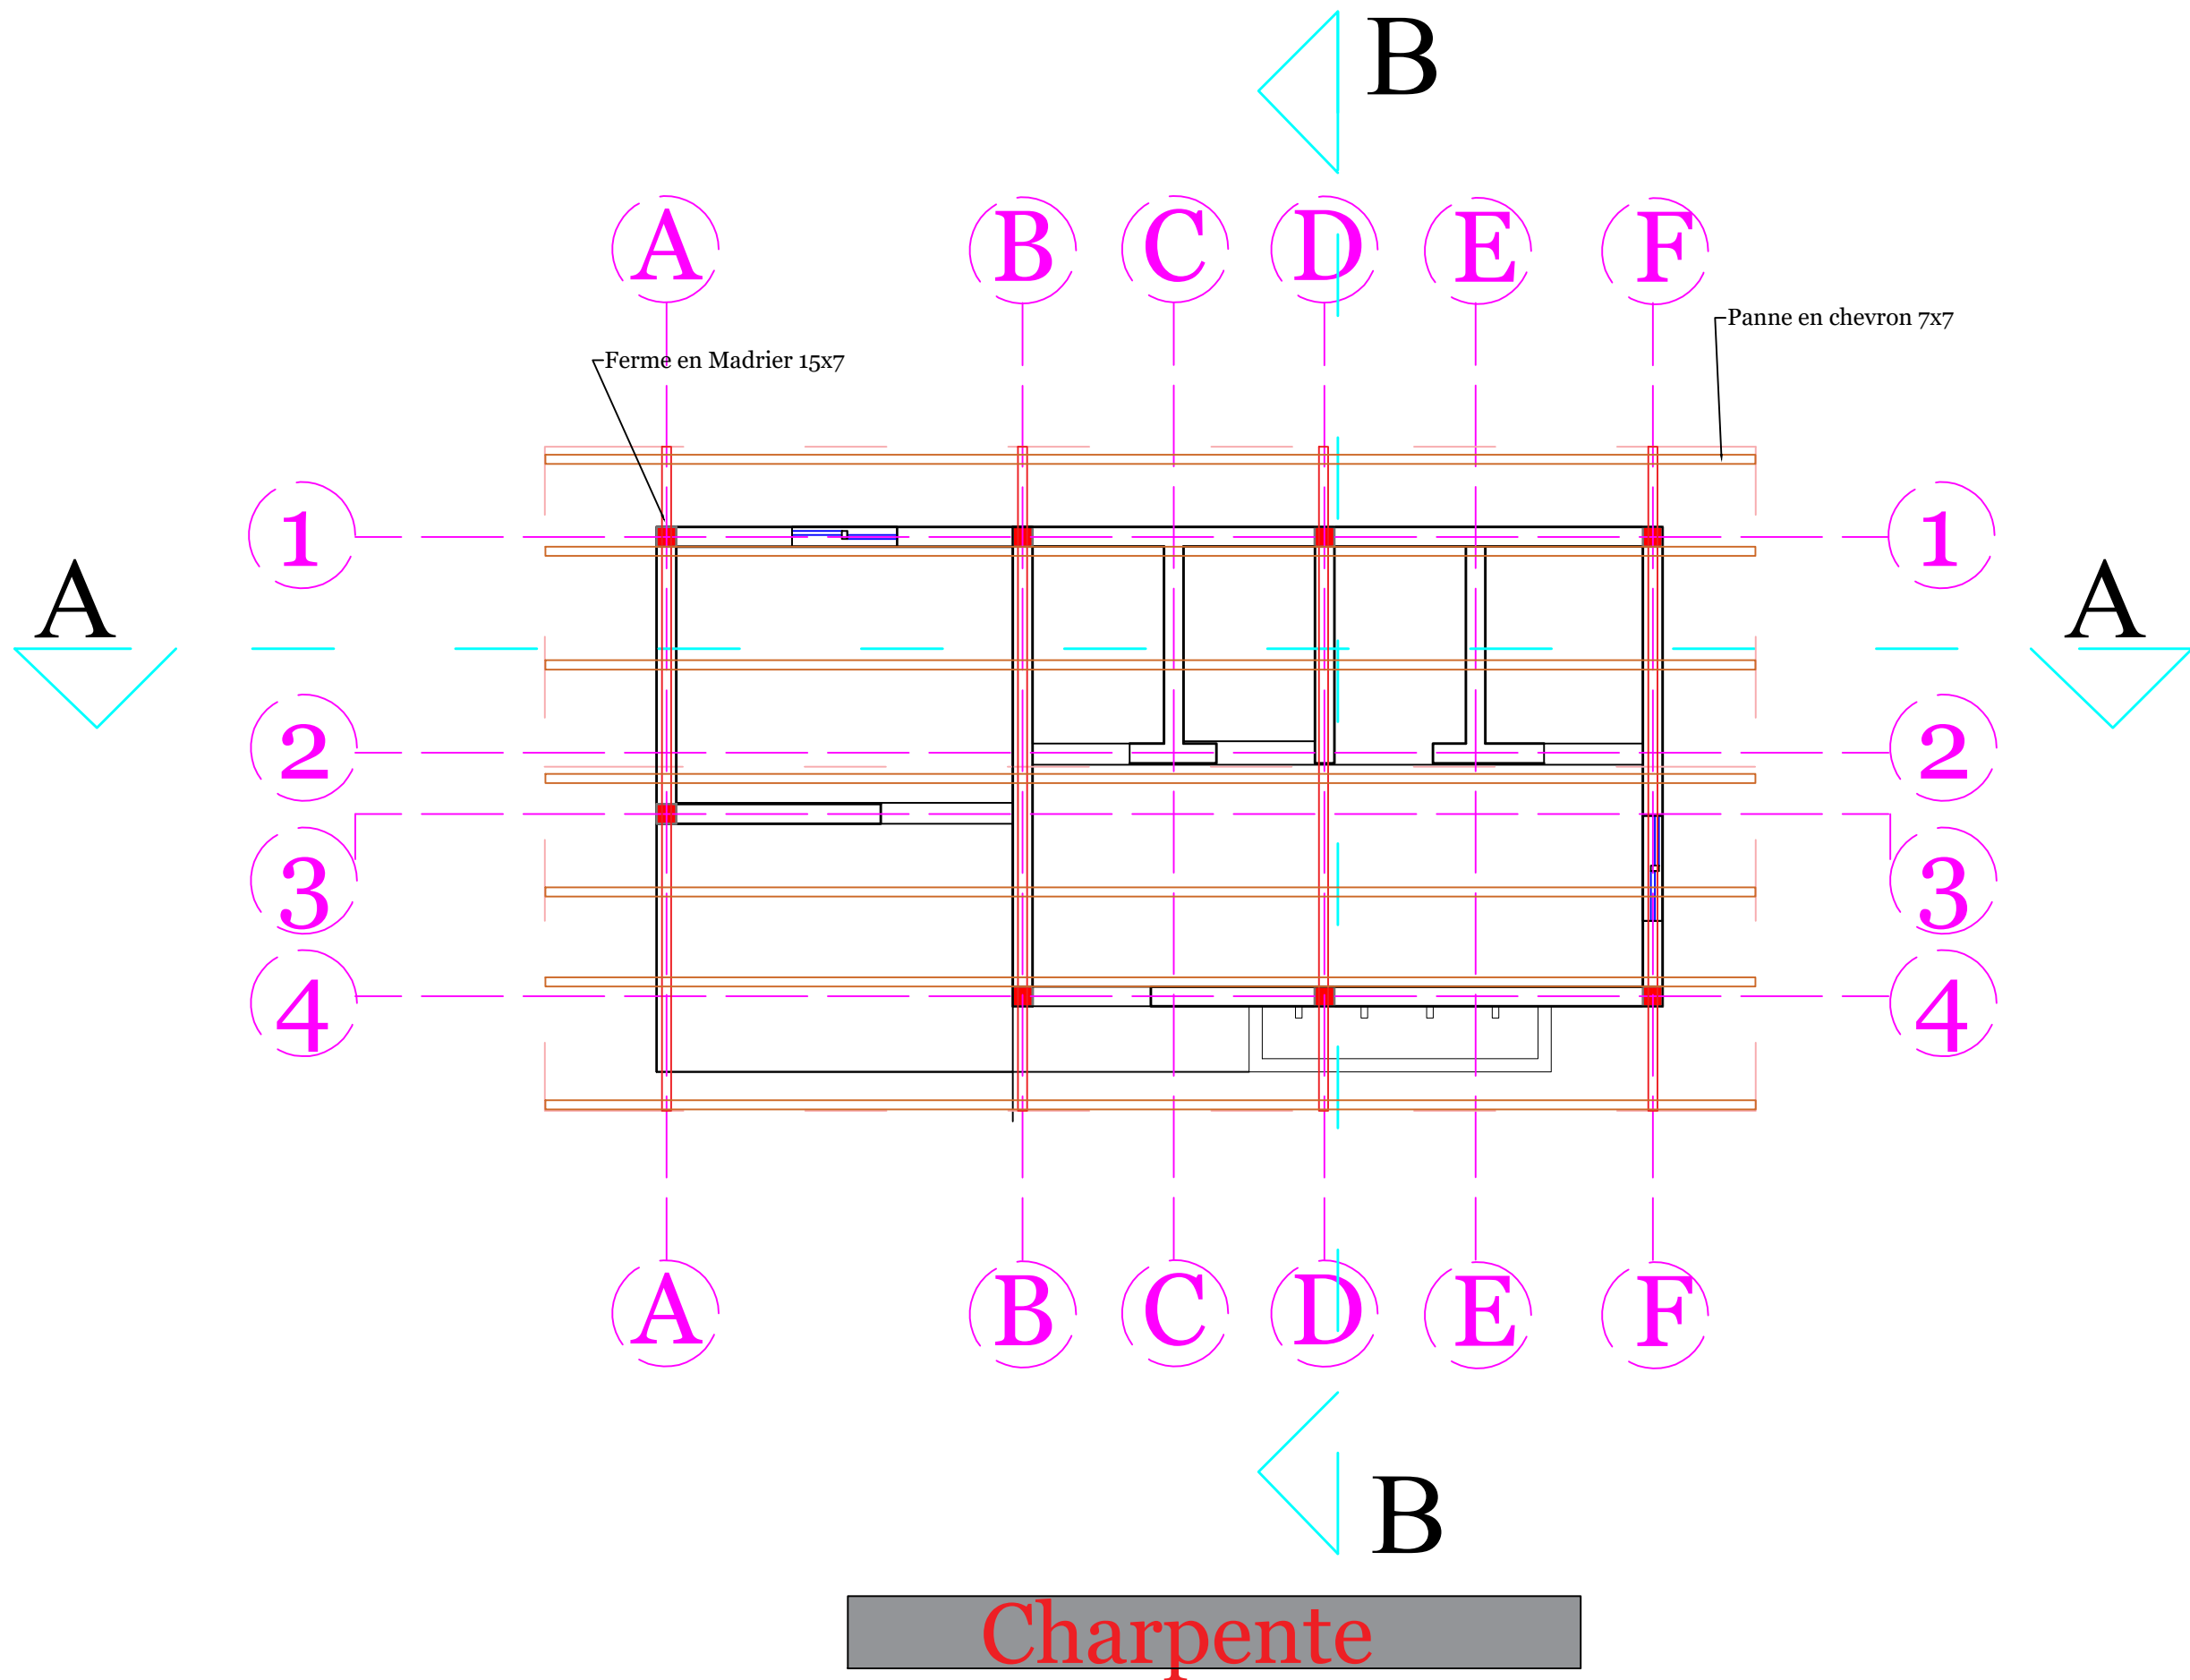 B
A B C D E F
Panne en chevron 7x7
Ferme en Madrier 15x7
1 1
A A
2 2
3 3
4 4
A B C D E F
B
Charpente